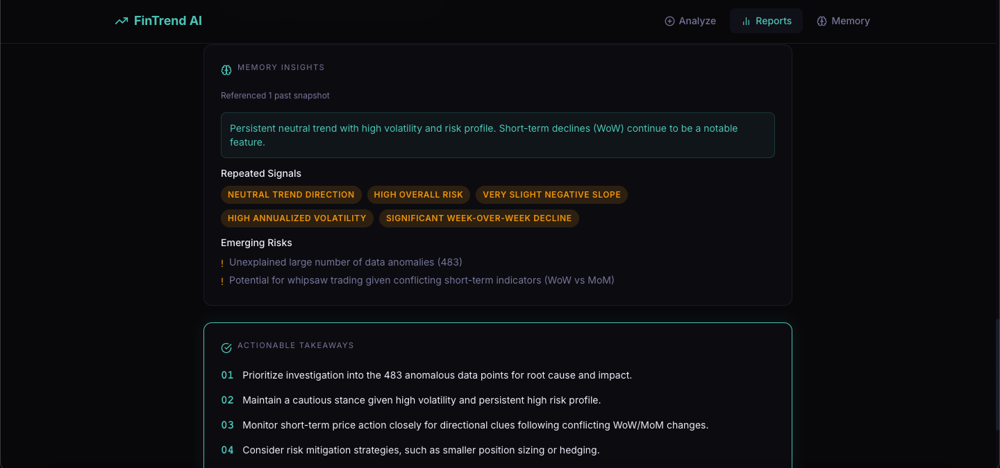 FinTrend AI
Analyze
Reports
Memory
MEMORY INSIGHTS
Referenced 1 past snapshot
Persistent neutral trend with high volatility and risk profile. Short-term declines (WoW) continue to be a notable
feature.
Repeated Signals
NEUTRAL TREND DIRECTION
HIGH OVERALL RISK
VERY SLIGHT NEGATIVE SLOPE
HIGH ANNUALIZED VOLATILITY
SIGNIFICANT WEEK-OVER-WEEK DECLINE
Emerging Risks
! Unexplained large number of data anomalies (483)
! Potential for whipsaw trading given conflicting short-term indicators (WoW vs MoM)
ACTIONABLE TAKEAWAYS
01 Prioritize investigation into the 483 anomalous data points for root cause and impact.
02 Maintain a cautious stance given high volatility and persistent high risk profile.
03 Monitor short-term price action closely for directional clues following conflicting WoW/MoM changes.
04 Consider risk mitigation strategies, such as smaller position sizing or hedging.